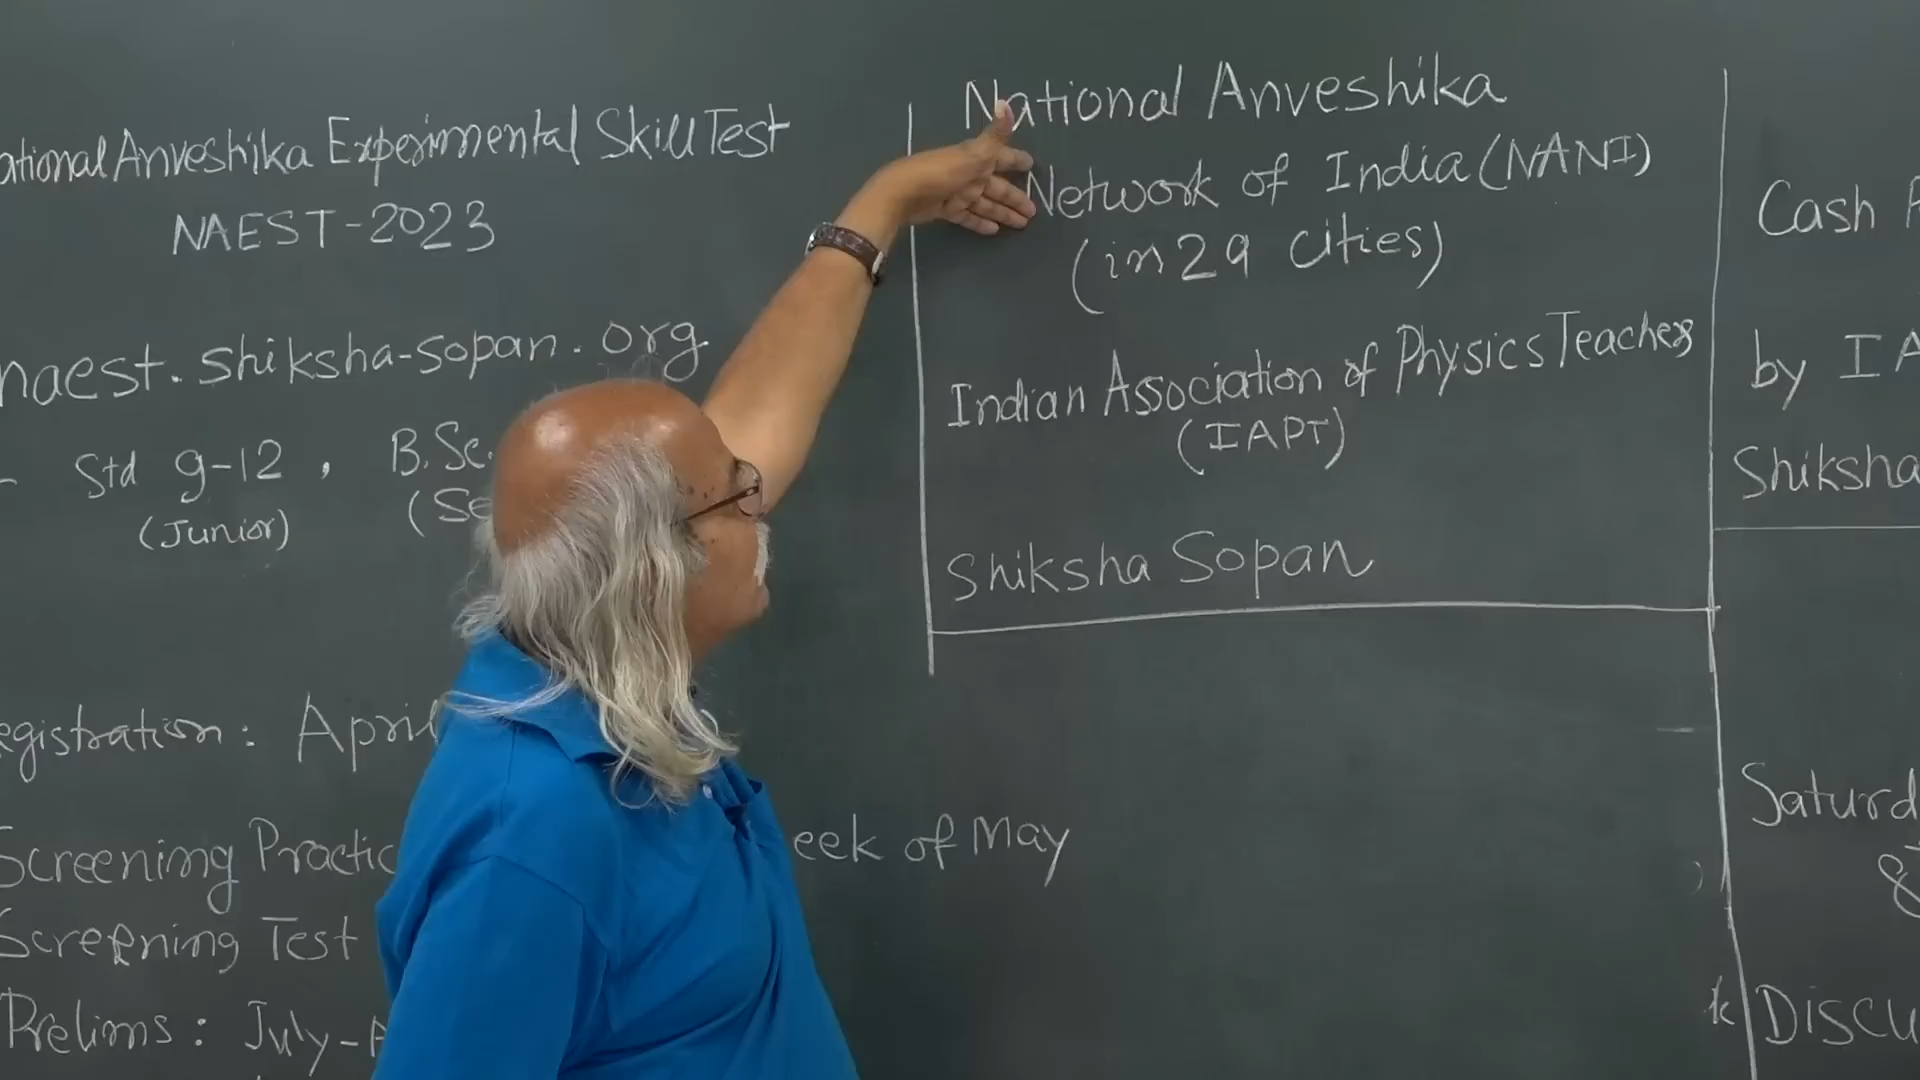 ational Anveshika Experimental Skill Test
NAEST-2023
naest.shiksha-sopan.org
- Std 9-12, B.Sc.
(Junior) (Se
egistration: April
Screening Practic eek of May
Screening Test
Prelims: July-A
National Anveshika
Network of India (NANI)
(in 29 cities)
Indian Association of Physics Teachers
(IAPT)
Shiksha Sopan
Cash P
by IA
Shiksha
Saturd
&
* Discu